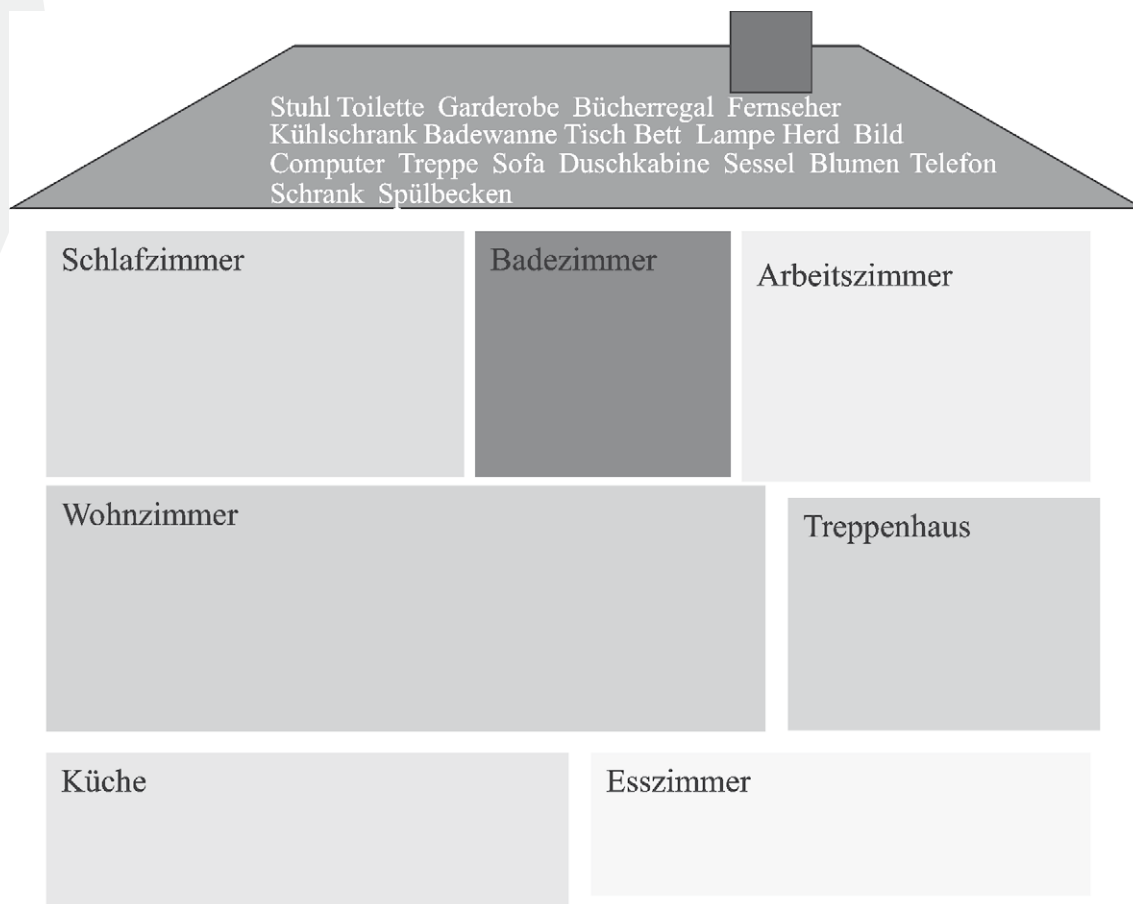 Stuhl Toilette Garderobe Bücherregal Fernseher
Kühlschrank Badewanne Tisch Bett Lampe Herd Bild
Computer Treppe Sofa Duschkabine Sessel Blumen Telefon
Schrank Spülbecken
Schlafzimmer
Badezimmer
Arbeitszimmer
Wohnzimmer
Treppenhaus
Küche
Esszimmer